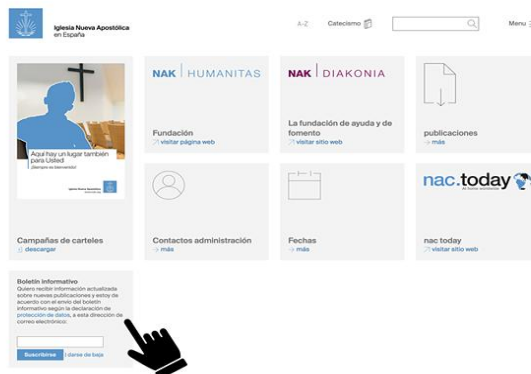 Iglesia Nueva Apostólica
en España
A-Z
Catecismo
Menu
Aquí hay un lugar también
para Usted
¡Siempre es bienvenido!
Campañas de carteles
descargar
NAK HUMANITAS
Fundación
visitar página web
NAK DIAKONIA
La fundación de ayuda y de
fomento
visitar sitio web
publicaciones
→ más
Contactos administración
→ más
Fechas
→ más
nac.today
nac today
visitar sitio web
Boletín informativo
Quiero recibir información actualizada
sobre nuevas publicaciones y estoy de
acuerdo con el envío del boletín
informativo según la declaración de
protección de datos, a esta dirección de
correo electrónico:
Suscribirse | darse de baja